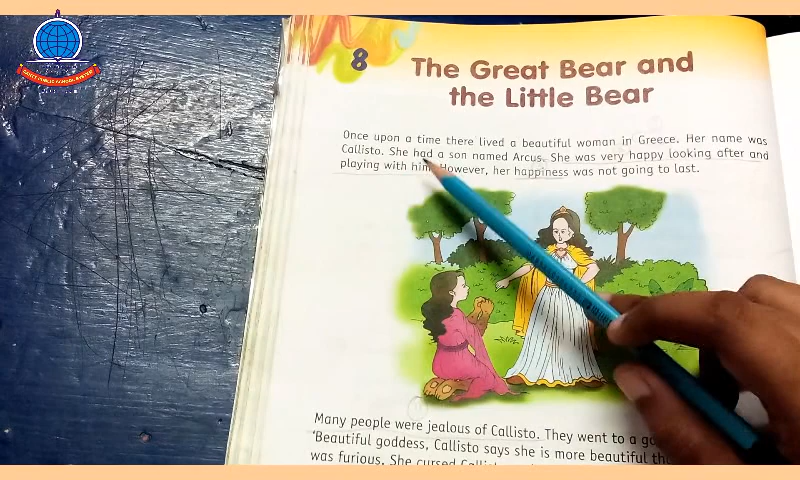 8
The Great Bear and
the Little Bear
Once upon a time there lived a beautiful woman in Greece. Her name was
Callisto. She had a son named Arcus. She was very happy looking after and
playing with him. However, her happiness was not going to last.
Many people were jealous of Callisto. They went to a
'Beautiful goddess, Callisto says she is more beautiful
was furious. She cursed